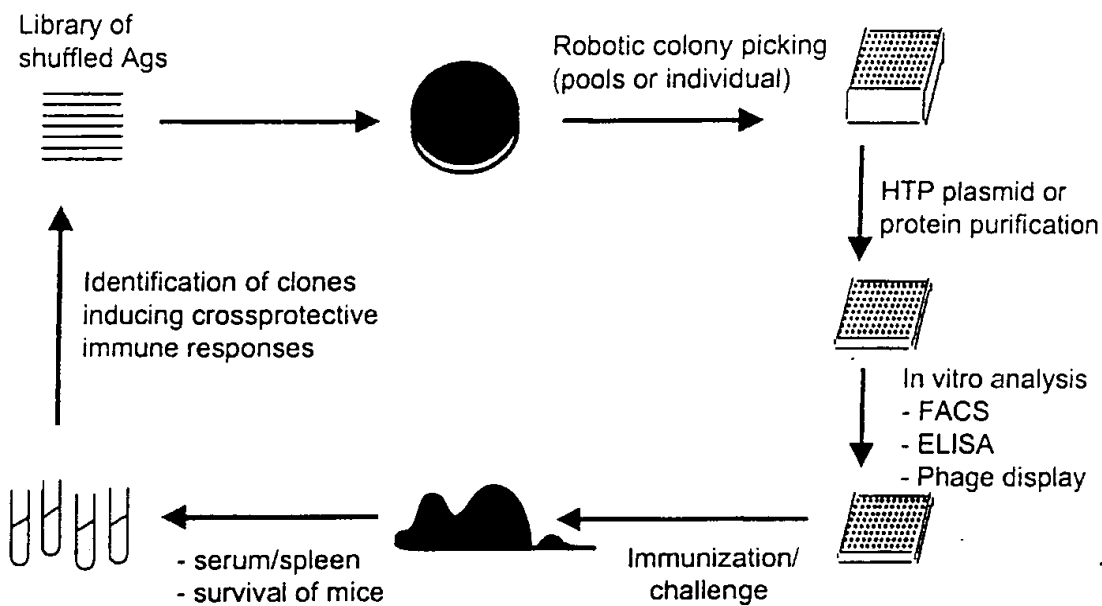 Library of
shuffled Ags
Robotic colony picking
(pools or individual)
HTP plasmid or
protein purification
In vitro analysis
- FACS
- ELISA
- Phage display
Immunization/
challenge
- serum/spleen
- survival of mice
Identification of clones
inducing crossprotective
immune responses